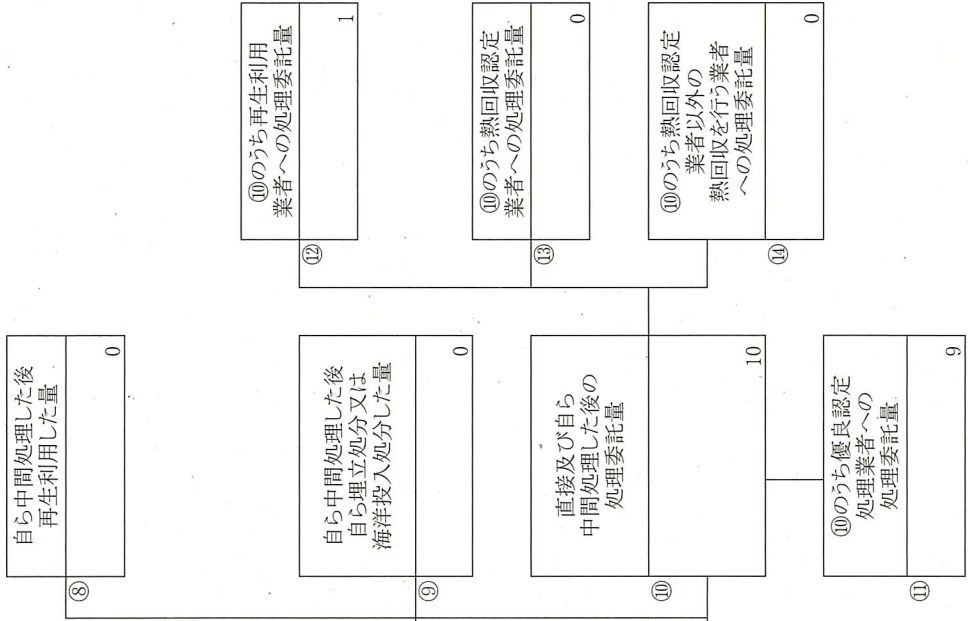 ⑧
自ら中間処理した後
再生利用した量
0
⑨
自ら中間処理した後
自ら埋立処分又は
海洋投入処分した量
0
⑩
直接及び自ら
中間処理した後の
処理委託量
10
⑪
⑩のうち優良認定
処理業者への
処理委託量
9
⑫
⑩のうち再生利用
業者への処理委託量
1
⑬
⑩のうち熱回収認定
業者への処理委託量
0
⑭
⑩のうち熱回収認定
業者以外の
熱回収を行う業者
への処理委託量
0